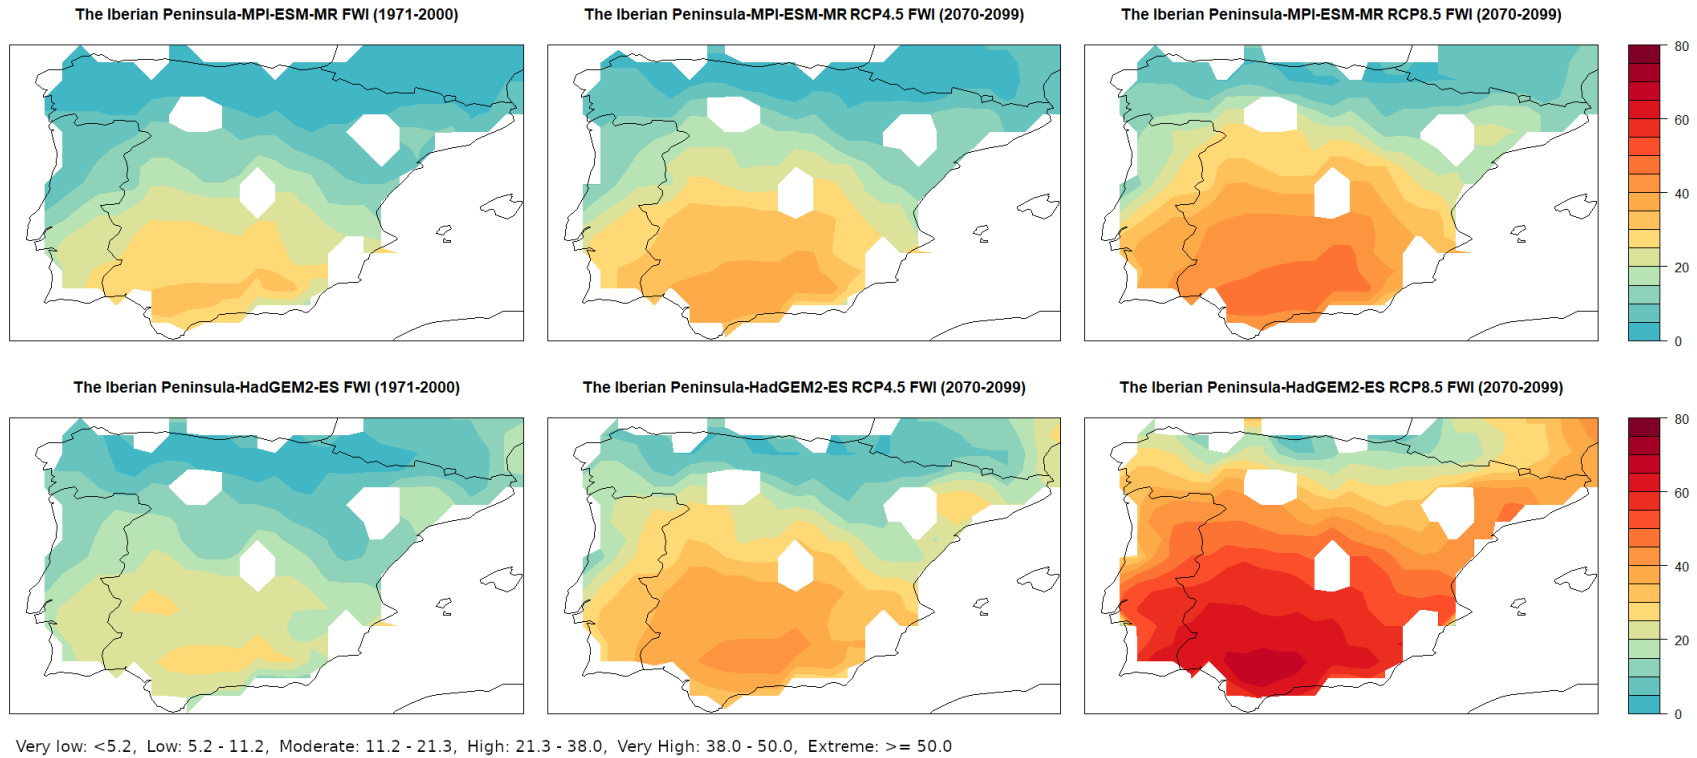 The Iberian Peninsula-MPI-ESM-MR FWI (1971-2000)
The Iberian Peninsula-MPI-ESM-MR RCP4.5 FWI (2070-2099)
The Iberian Peninsula-MPI-ESM-MR RCP8.5 FWI (2070-2099)
80
60
40
20
0
The Iberian Peninsula-HadGEM2-ES FWI (1971-2000)
The Iberian Peninsula-HadGEM2-ES RCP4.5 FWI (2070-2099)
The Iberian Peninsula-HadGEM2-ES RCP8.5 FWI (2070-2099)
80
60
40
20
0
Very low: <5.2, Low: 5.2 - 11.2, Moderate: 11.2 - 21.3, High: 21.3 - 38.0, Very High: 38.0 - 50.0, Extreme: >= 50.0